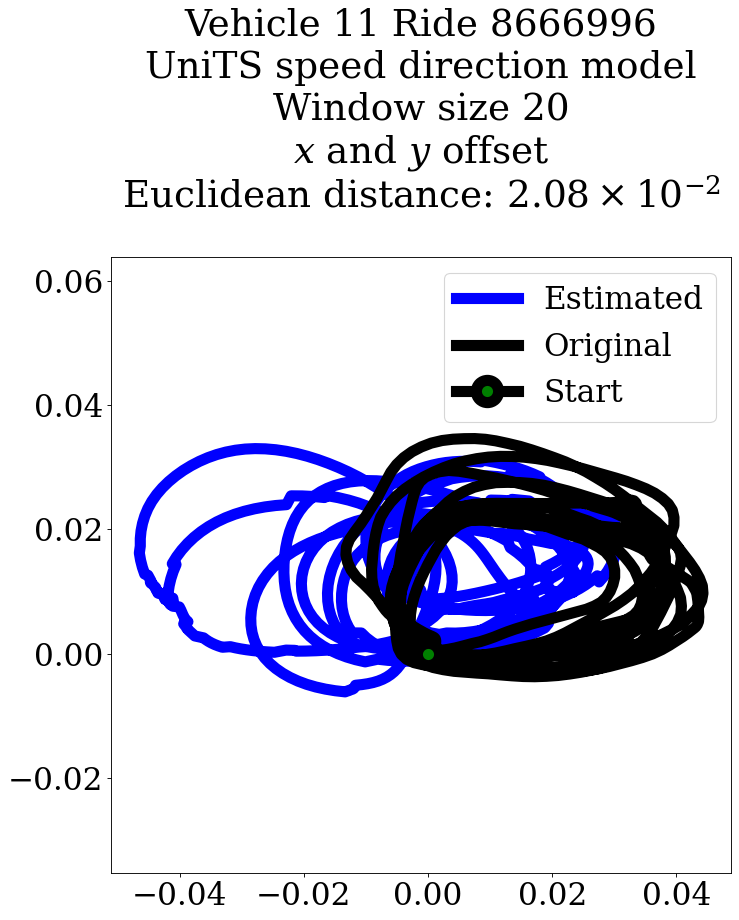 Vehicle 11 Ride 8666996
UniTS speed direction model
Window size 20
x and y offset
Euclidean distance: 2.08 × 10⁻²
0.06
0.04
0.02
0.00
−0.02
Estimated
Original
Start
−0.04
−0.02
0.00
0.02
0.04